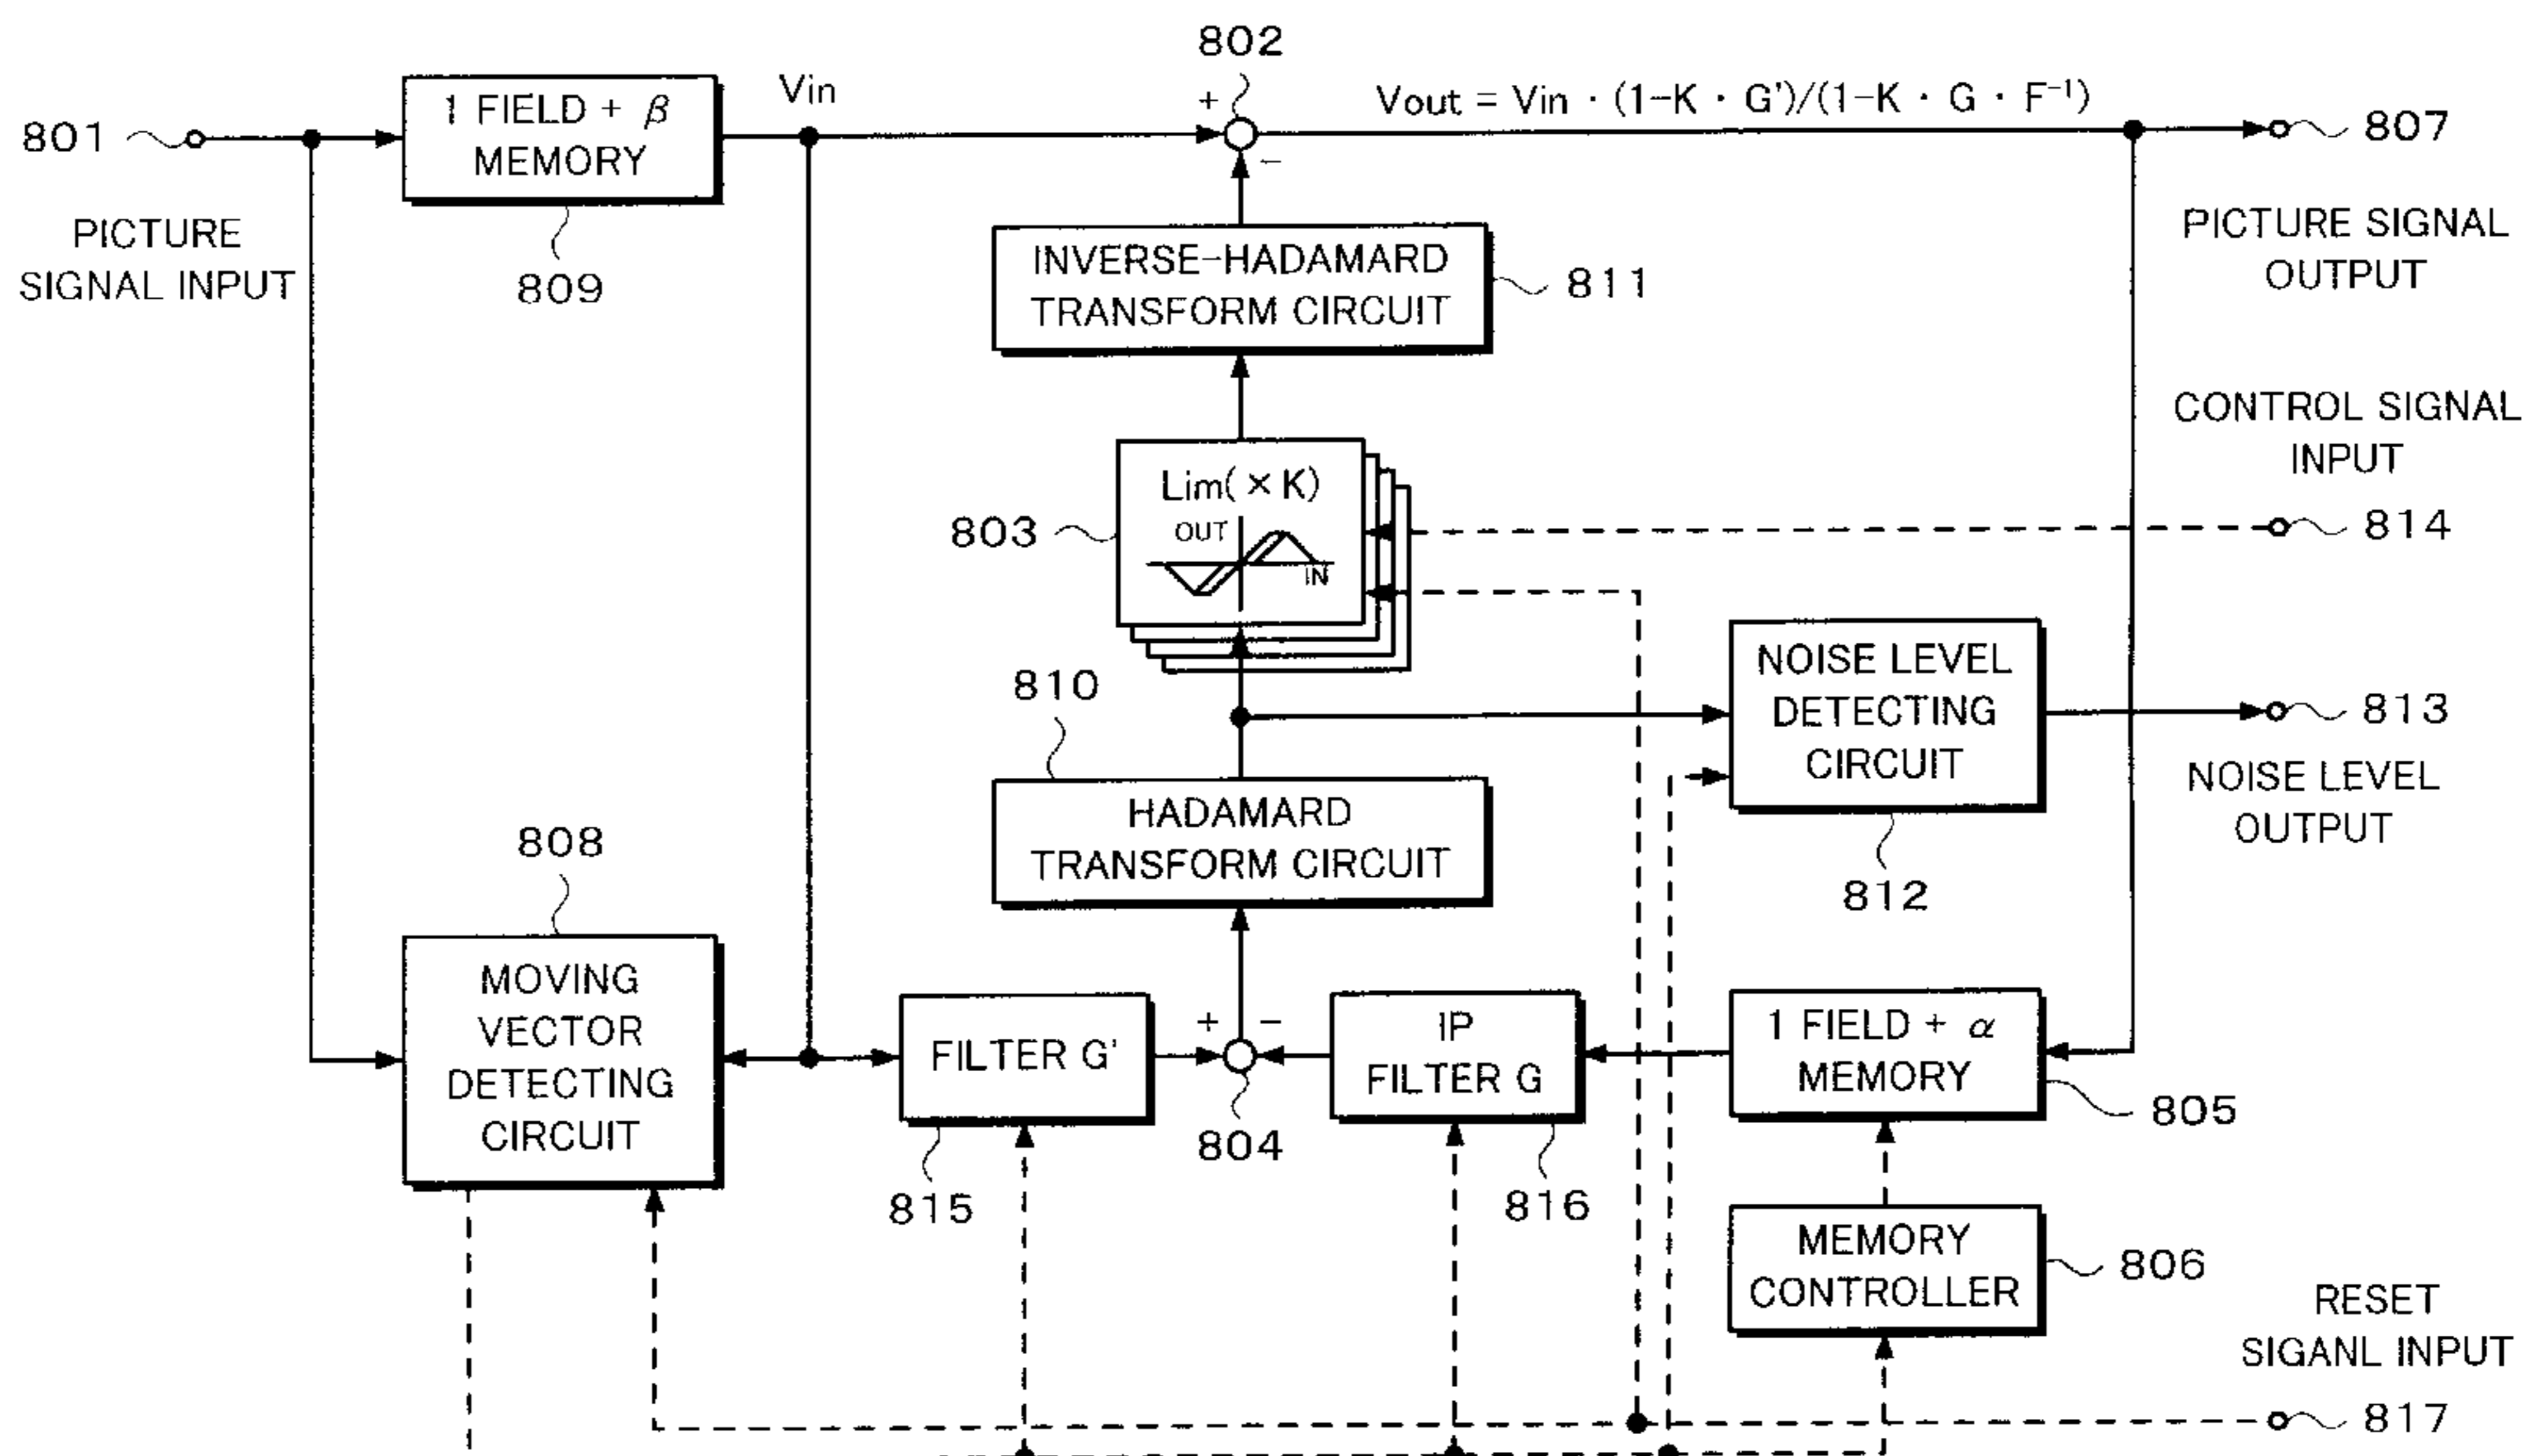 802
801
1 FIELD + β
MEMORY
Vin
+
−
Vout = Vin · (1−K · G')/(1−K · G · F⁻¹)
807
PICTURE
SIGNAL INPUT
809
INVERSE−HADAMARD
TRANSFORM CIRCUIT
811
PICTURE SIGNAL
OUTPUT
CONTROL SIGNAL
INPUT
814
803
Lim( × K)
OUT
IN
810
NOISE LEVEL
DETECTING
CIRCUIT
813
NOISE LEVEL
OUTPUT
812
HADAMARD
TRANSFORM CIRCUIT
808
MOVING
VECTOR
DETECTING
CIRCUIT
FILTER G'
815
+ −
804
IP
FILTER G
816
1 FIELD + α
MEMORY
805
MEMORY
CONTROLLER
806
RESET
SIGANL INPUT
817